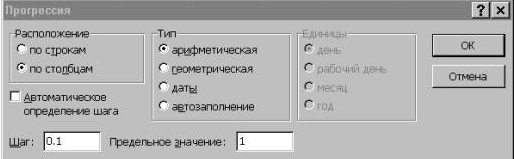 Прогрессия
Расположение
по строкам
по столбцам
Автоматическое
определение шага
Тип
арифметическая
геометрическая
даты
автозаполнение
Единицы
день
рабочий день
месяц
год
ОК
Отмена
Шаг: 0.1 Предельное значение: 1